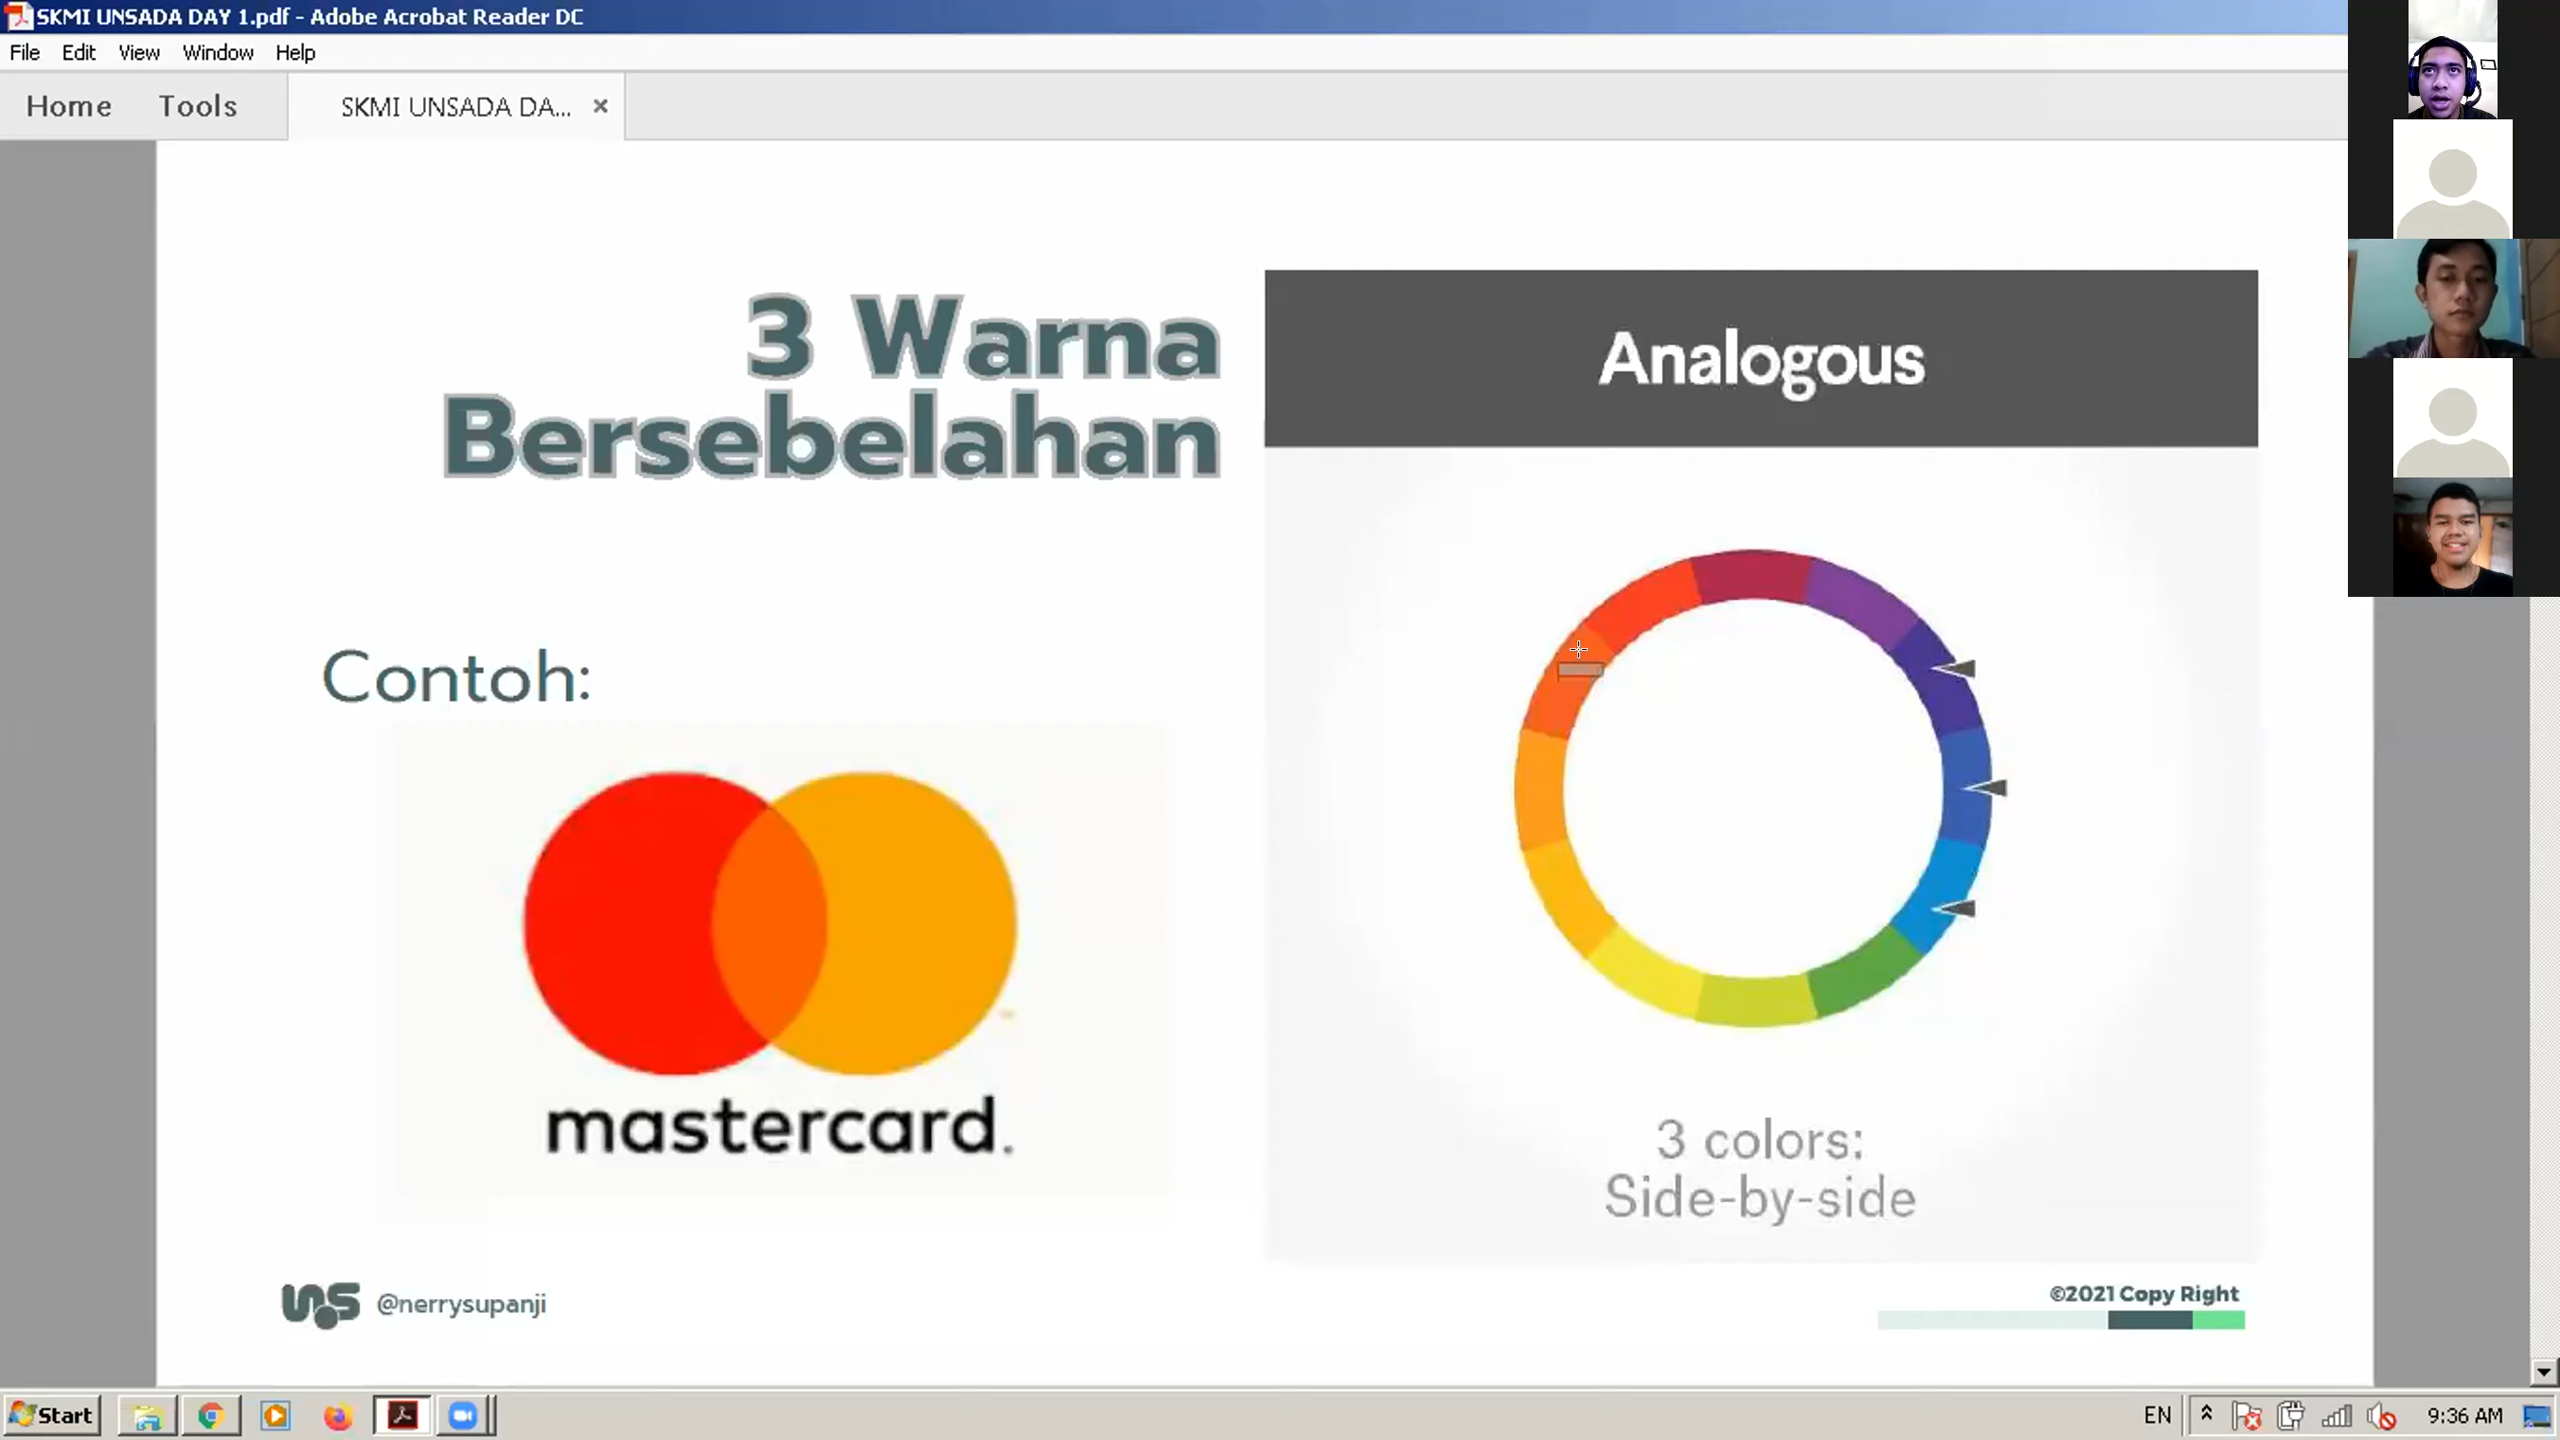 SKMI UNSADA DAY 1.pdf - Adobe Acrobat Reader DC
File Edit View Window Help
Home Tools SKMI UNSADA DA... ×
3 Warna
Bersebelahan
Contoh:
mastercard.
Analogous
3 colors:
Side-by-side
@nerrysupanji
©2021 Copy Right
Start
EN
9:36 AM